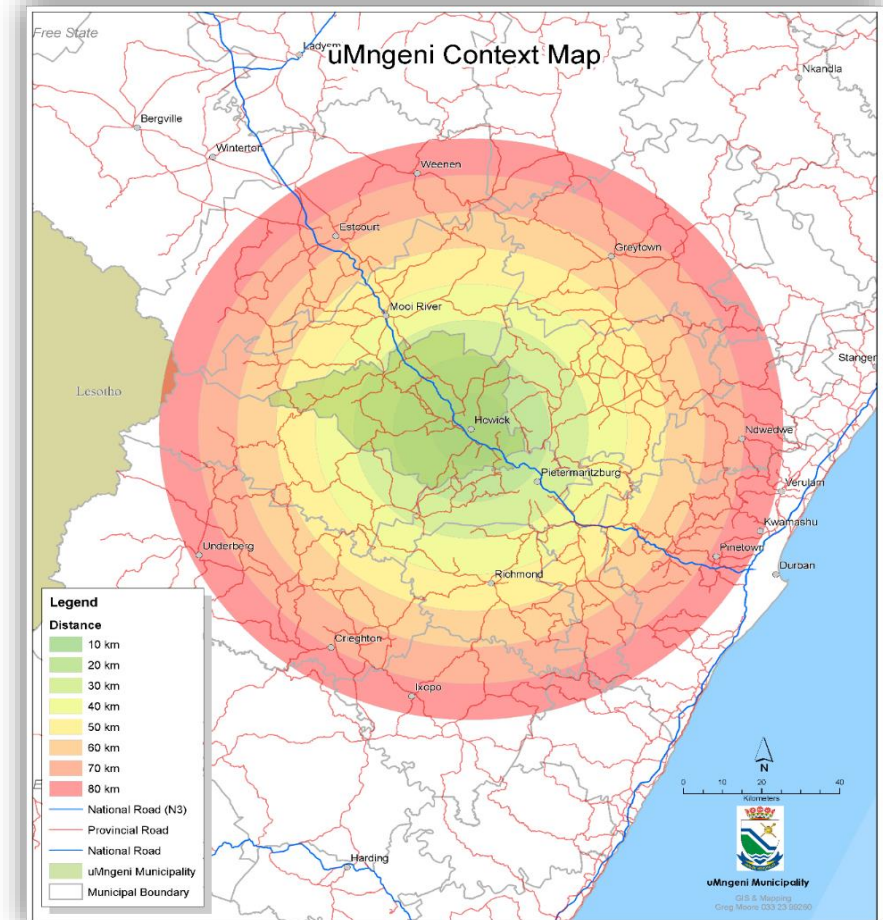 Free State
uMngeni Context Map
Nkandla
Bergville
Winterton
Weenen
Estcourt
Greytown
Mooi River
Stanger
Lesotho
Howick
Ndwedwe
Pietermaritzburg
Verulam
Kwamashu
Underberg
Pinetown
Durban
Richmond
Crieghton
Ixopo
Harding
Legend
Distance
10 km
20 km
30 km
40 km
50 km
60 km
70 km
80 km
National Road (N3)
Provincial Road
National Road
uMngeni Municipality
Municipal Boundary
N
0 10 20 40
Kilometers
uMngeni Municipality
GIS & Mapping